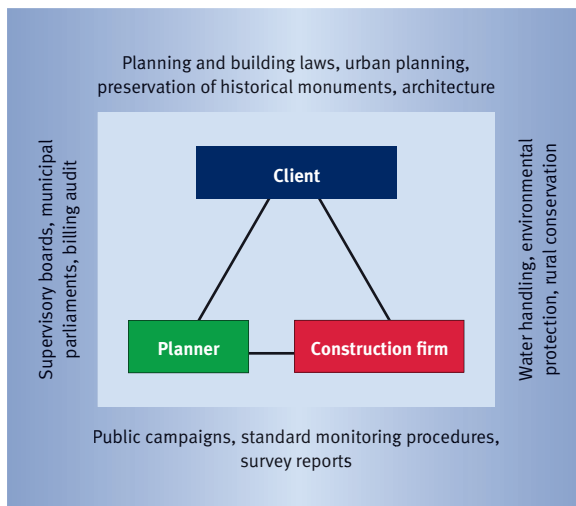 Planning and building laws, urban planning,
preservation of historical monuments, architecture
Supervisory boards, municipal
parliaments, billing audit
Client
Planner
Construction firm
Water handling, environmental
protection, rural conservation
Public campaigns, standard monitoring procedures,
survey reports